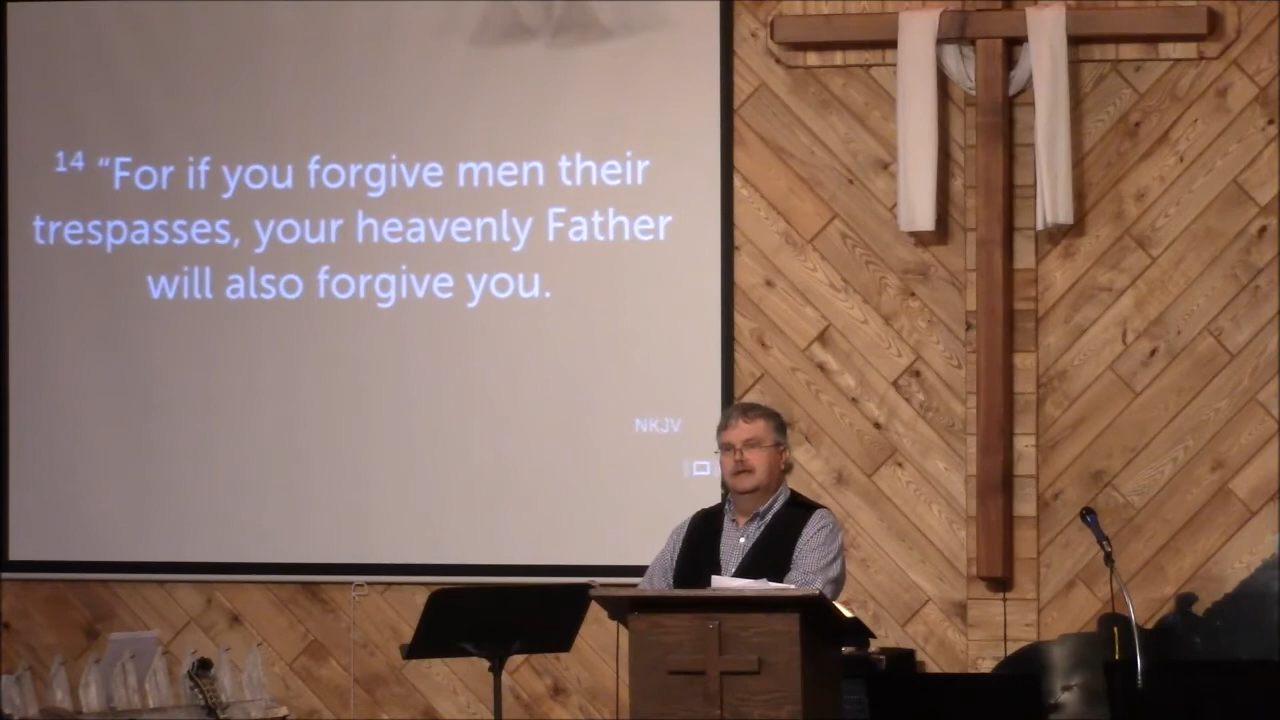 14 “For if you forgive men their
trespasses, your heavenly Father
will also forgive you.
NKJV